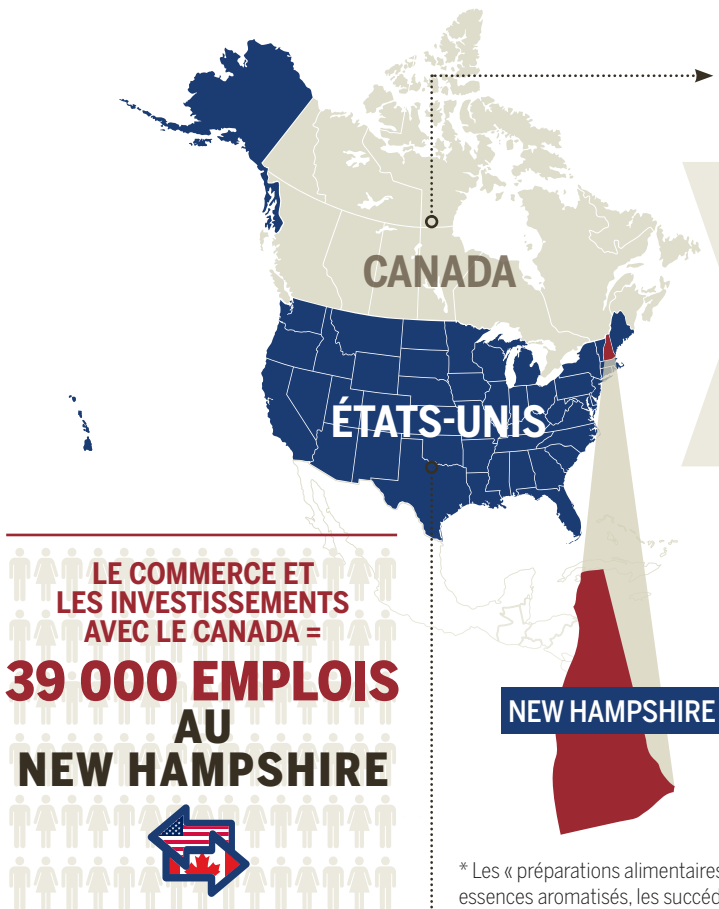 CANADA
ÉTATS-UNIS
LE COMMERCE ET
LES INVESTISSEMENTS
AVEC LE CANADA =
39 000 EMPLOIS
AU
NEW HAMPSHIRE
NEW HAMPSHIRE
* Les « préparations alimentaires
essences aromatisés, les succéd